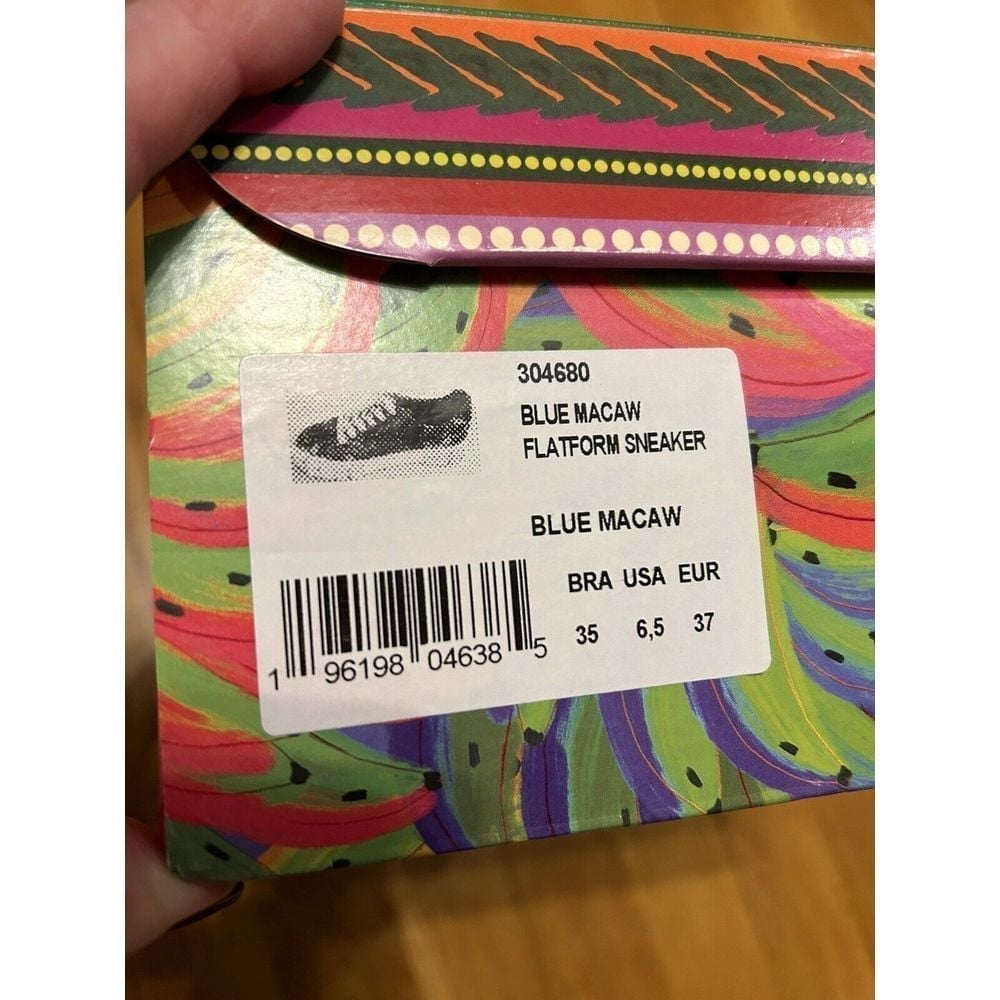 304680
BLUE MACAW
FLATFORM SNEAKER
BLUE MACAW
BRA USA EUR
35 6,5 37
1 96198 04638 5